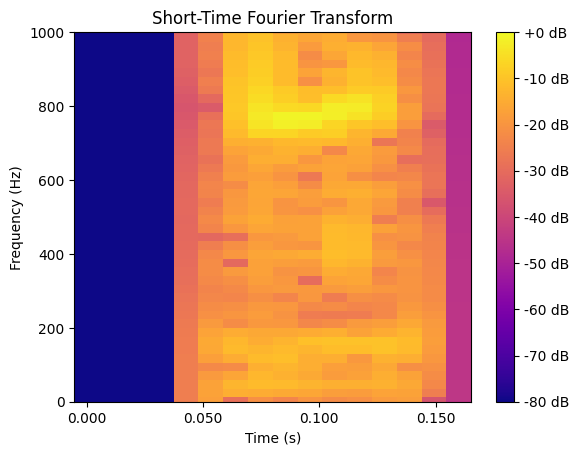 Short-Time Fourier Transform
Frequency (Hz)
1000
800
600
400
200
0
0.000
0.050
0.100
0.150
Time (s)
+0 dB
-10 dB
-20 dB
-30 dB
-40 dB
-50 dB
-60 dB
-70 dB
-80 dB